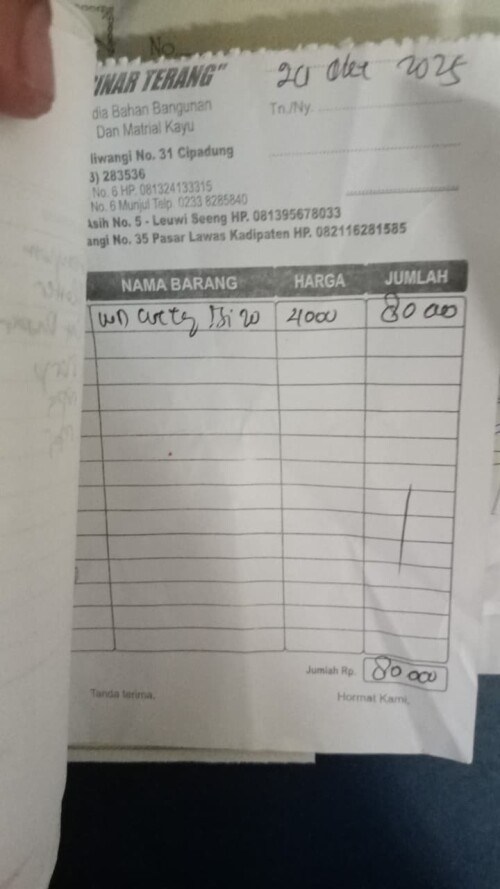 No.
INAR TERANG"
20 Okt 2025
dia Bahan Bangunan
Tn./Ny.
Dan Matrial Kayu
liwangi No. 31 Cipadung
3) 283536
No. 6 HP. 081324133315
No. 6 Munjul Telp. 0233 8285840
Asih No. 5 - Leuwi Seeng HP. 081395678033
angi No. 35 Pasar Lawas Kadipaten HP. 082116281585
NAMA BARANG HARGA JUMLAH
isi 20 4000 80 000
Jumlah Rp. 80 000
Tanda terima, Hormat Kami,